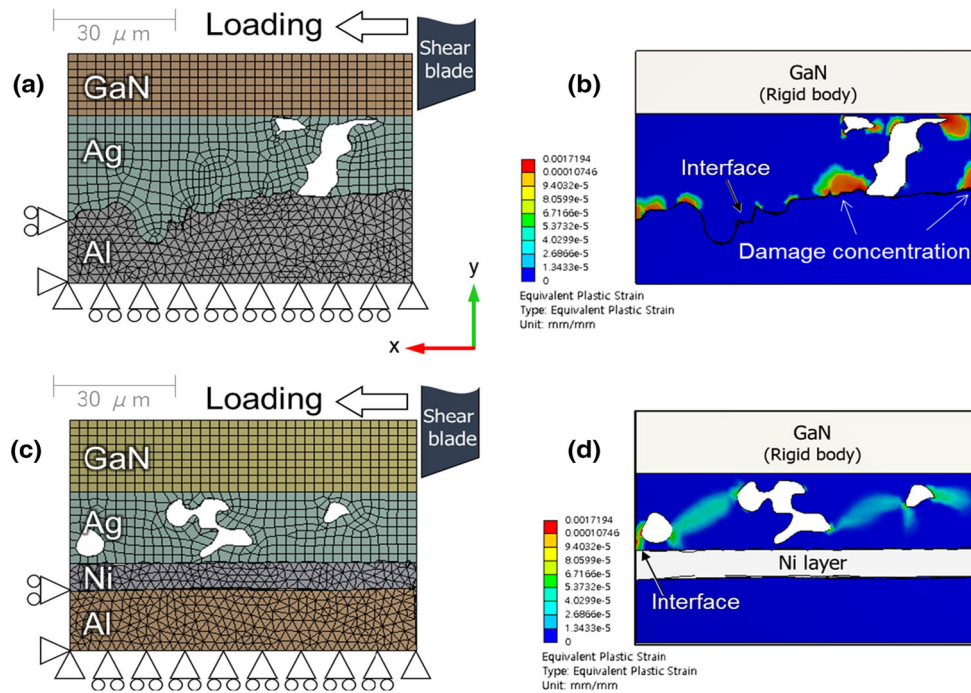 30 μm
Loading
Shear
blade
(a)
GaN
Ag
Al
y
x
(b)
GaN
(Rigid body)
0.0017194
0.00010746
9.4032e-5
8.0599e-5
6.7166e-5
5.3732e-5
4.0299e-5
2.6866e-5
1.3433e-5
0
Interface
Damage concentration
Equivalent Plastic Strain
Type: Equivalent Plastic Strain
Unit: mm/mm
30 μm
Loading
Shear
blade
(c)
GaN
Ag
Ni
Al
(d)
GaN
(Rigid body)
0.0017194
0.00010746
9.4032e-5
8.0599e-5
6.7166e-5
5.3732e-5
4.0299e-5
2.6866e-5
1.3433e-5
0
Ni layer
Interface
Equivalent Plastic Strain
Type: Equivalent Plastic Strain
Unit: mm/mm